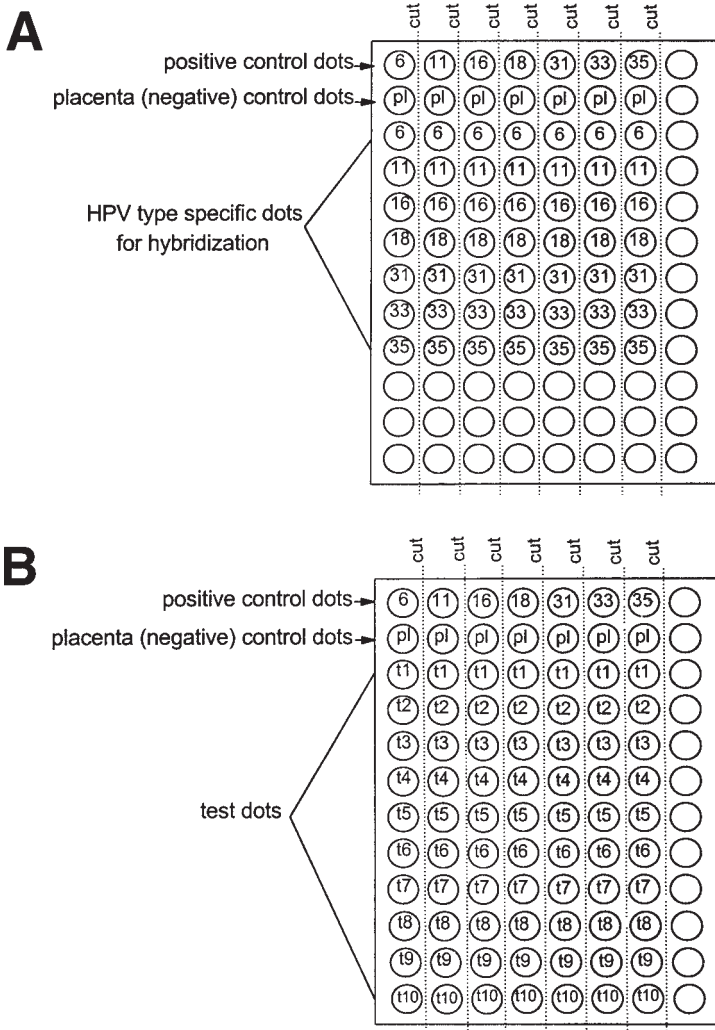 A
cut cut cut cut cut cut cut
positive control dots 6 11 16 18 31 33 35
placenta (negative) control dots pl pl pl pl pl pl pl
6 6 6 6 6 6 6
11 11 11 11 11 11 11
16 16 16 16 16 16 16
HPV type specific dots
for hybridization
18 18 18 18 18 18 18
31 31 31 31 31 31 31
33 33 33 33 33 33 33
35 35 35 35 35 35 35
B
cut cut cut cut cut cut cut
positive control dots 6 11 16 18 31 33 35
placenta (negative) control dots pl pl pl pl pl pl pl
t1 t1 t1 t1 t1 t1 t1
t2 t2 t2 t2 t2 t2 t2
t3 t3 t3 t3 t3 t3 t3
t4 t4 t4 t4 t4 t4 t4
test dots t5 t5 t5 t5 t5 t5 t5
t6 t6 t6 t6 t6 t6 t6
t7 t7 t7 t7 t7 t7 t7
t8 t8 t8 t8 t8 t8 t8
t9 t9 t9 t9 t9 t9 t9
t10 t10 t10 t10 t10 t10 t10